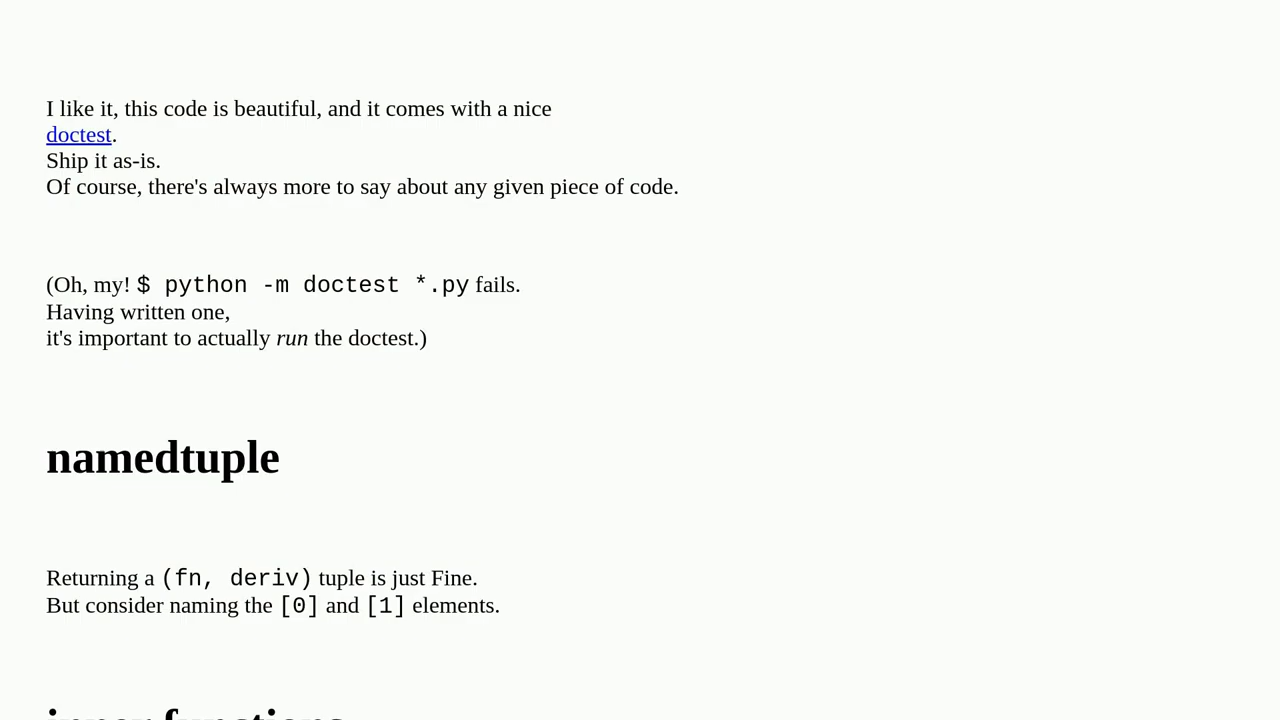 I like it, this code is beautiful, and it comes with a nice
doctest.
Ship it as-is.
Of course, there's always more to say about any given piece of code.
(Oh, my! $ python -m doctest *.py fails.
Having written one,
it's important to actually run the doctest.)
namedtuple
Returning a (fn, deriv) tuple is just Fine.
But consider naming the [0] and [1] elements.
inner functions